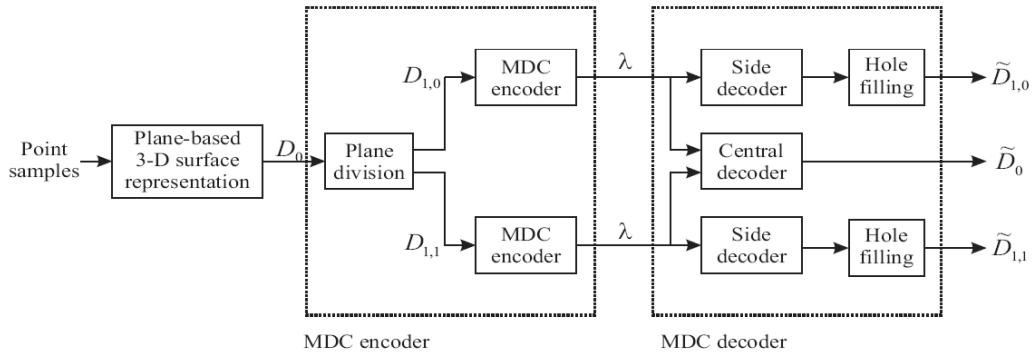 Point
samples
Plane-based
3-D surface
representation
D₀
Plane
division
D₁,₀
MDC
encoder
λ
Side
decoder
Hole
filling
D̃₁,₀
Central
decoder
D̃₀
D₁,₁
MDC
encoder
λ
Side
decoder
Hole
filling
D̃₁,₁
MDC encoder
MDC decoder